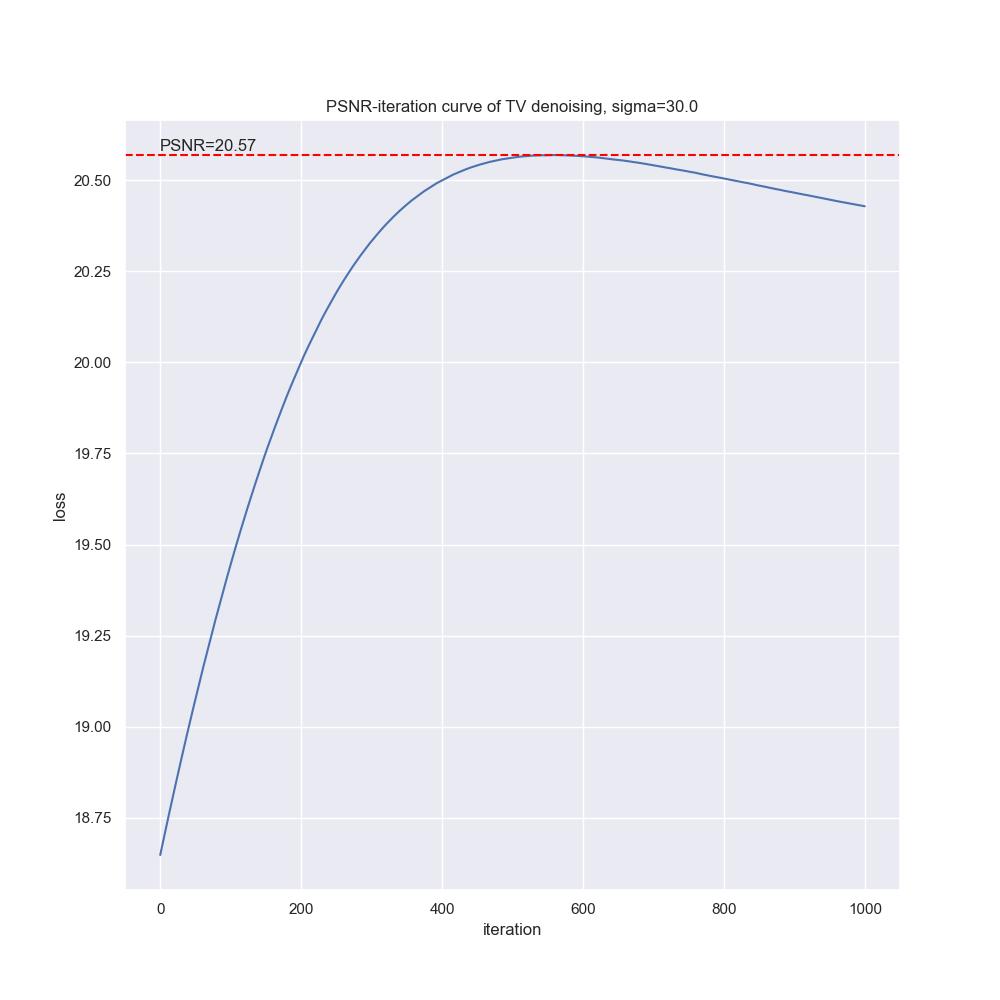 PSNR-iteration curve of TV denoising, sigma=30.0
PSNR=20.57
20.50
20.25
20.00
19.75
19.50
19.25
19.00
18.75
loss
0 200 400 600 800 1000
iteration